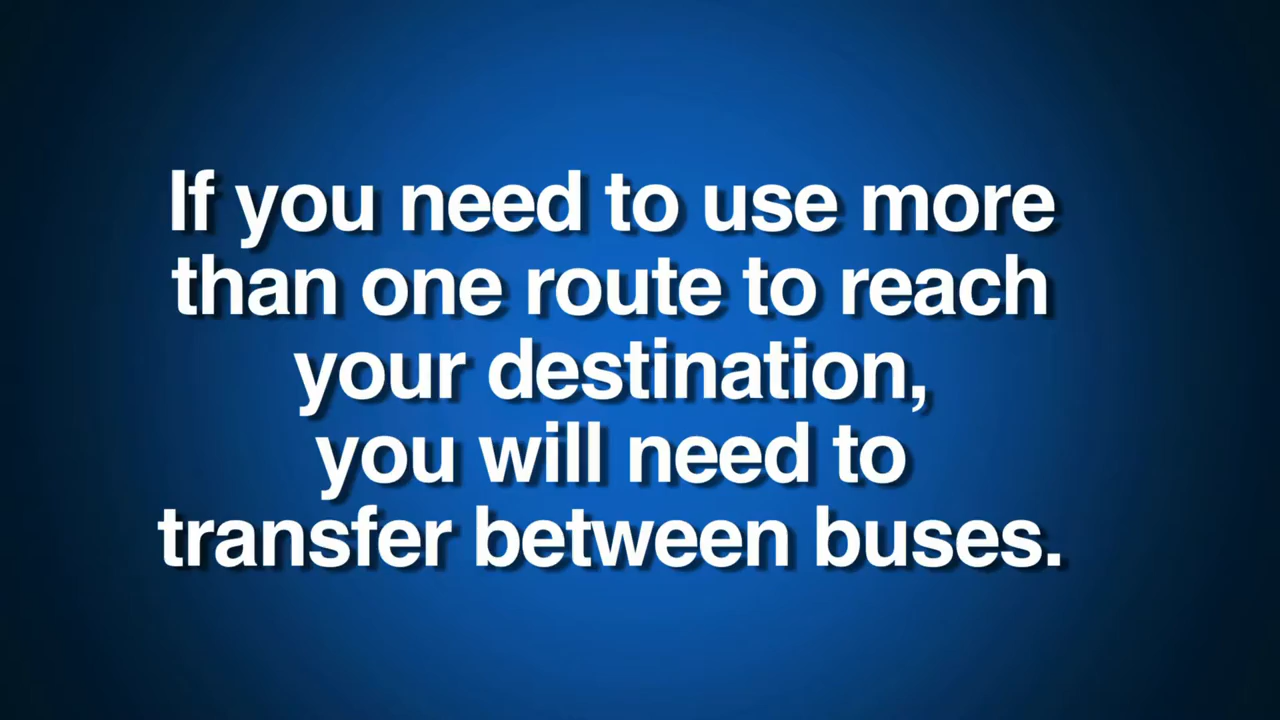 If you need to use more
than one route to reach
your destination,
you will need to
transfer between buses.